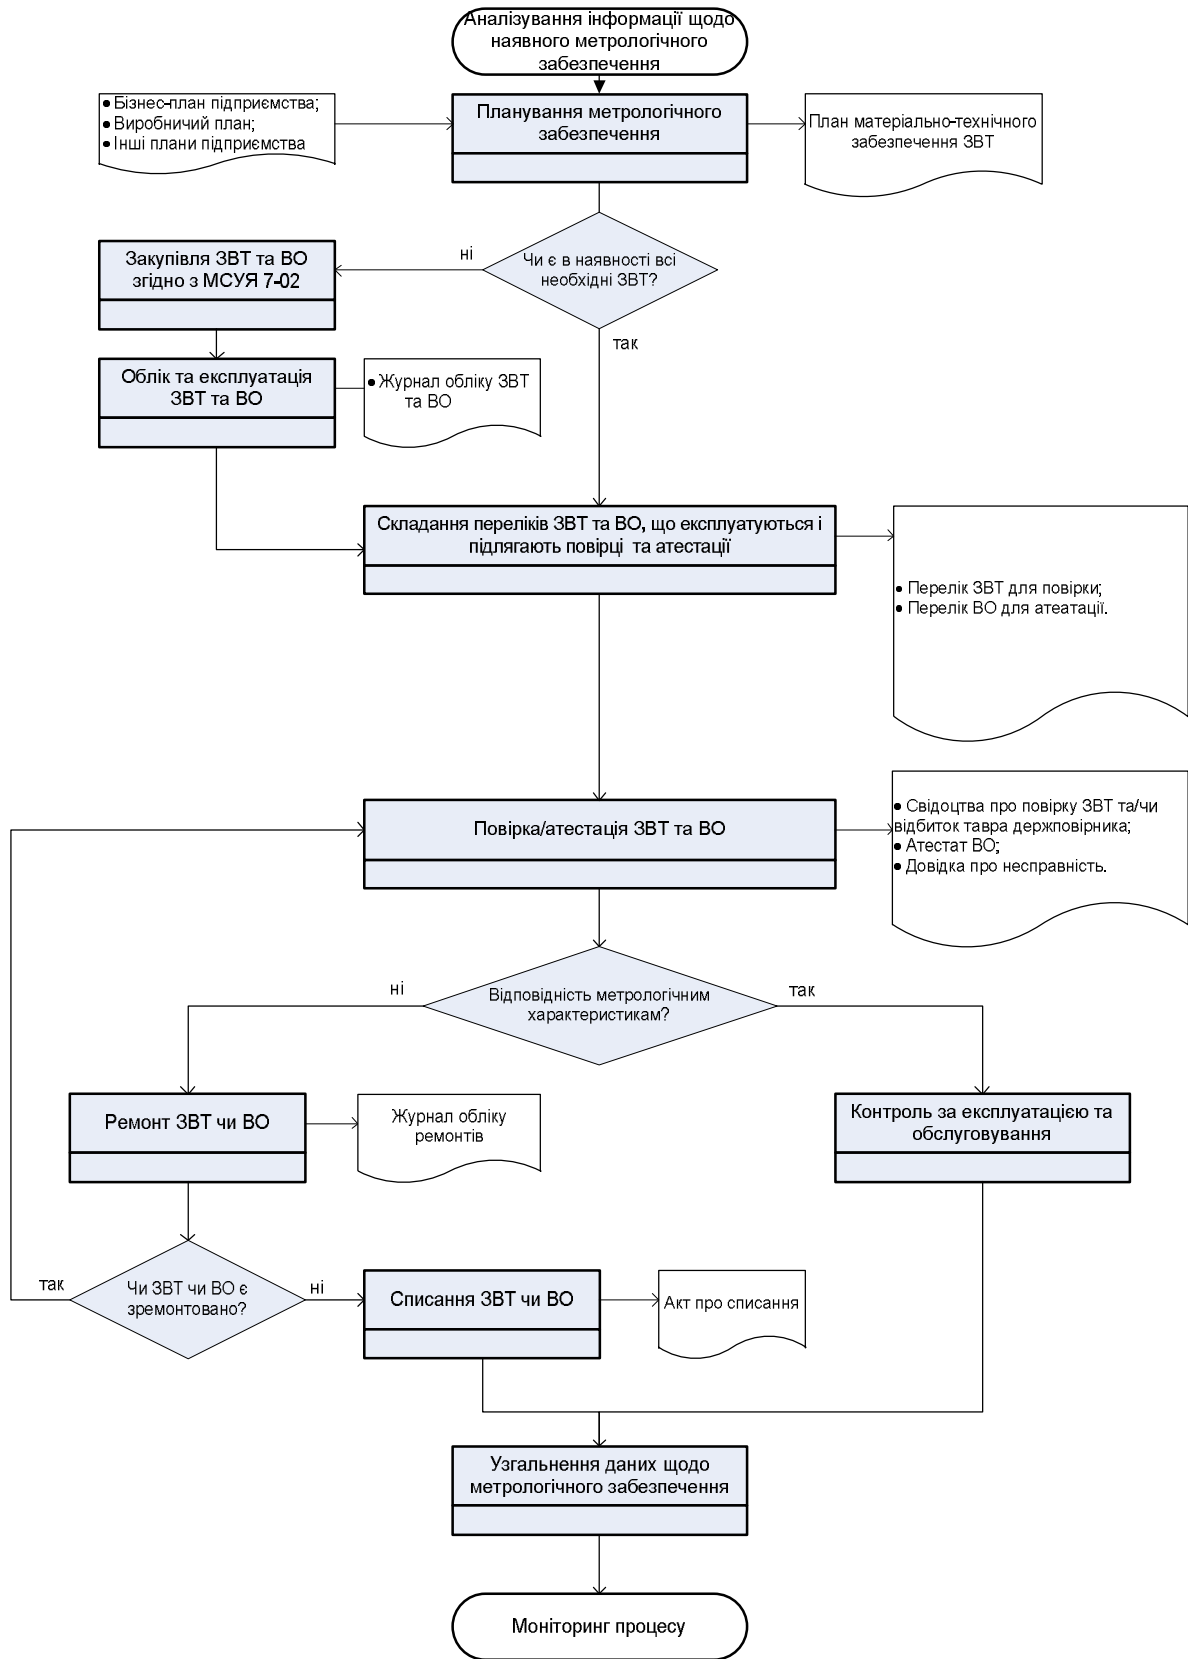 Аналізування інформації щодо
наявного метрологічного
забезпечення
● Бізнес-план підприємства;
● Виробничий план;
● Інші плани підприємства
Планування метрологічного
забезпечення
План матеріально-технічного
забезпечення ЗВТ
Чи є в наявності всі
необхідні ЗВТ?
ні
так
Закупівля ЗВТ та ВО
згідно з МСУЯ 7-02
Облік та експлуатація
ЗВТ та ВО
● Журнал обліку ЗВТ
та ВО
Складання переліків ЗВТ та ВО, що експлуатуються і
підлягають повірці та атестації
● Перелік ЗВТ для повірки;
● Перелік ВО для атеатації.
Повірка/атестація ЗВТ та ВО
● Свідоцтва про повірку ЗВТ та/чи
відбиток тавра держповірника;
● Атестат ВО;
● Довідка про несправність.
ні
Відповідність метрологічним
характеристикам?
так
Ремонт ЗВТ чи ВО
Журнал обліку
ремонтів
Контроль за експлуатацією та
обслуговування
так
Чи ЗВТ чи ВО є
зремонтовано?
ні
Списання ЗВТ чи ВО
Акт про списання
Узгальнення даних щодо
метрологічного забезпечення
Моніторинг процесу